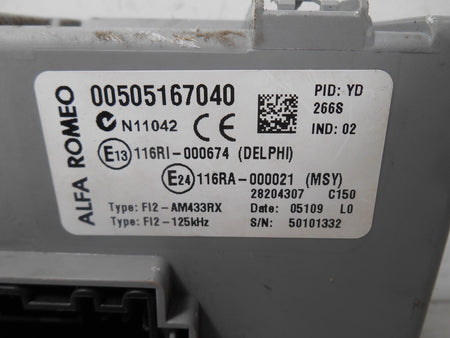 ALFA ROMEO
00505167040
PID: YD
266S
N11042 CE
IND: 02
E13 116RI-000674 (DELPHI)
E24 116RA-000021 (MSY)
28204307 C150
Type: FI2-AM433RX
Date: 05109 L0
Type: FI2-125kHz
S/N: 50101332